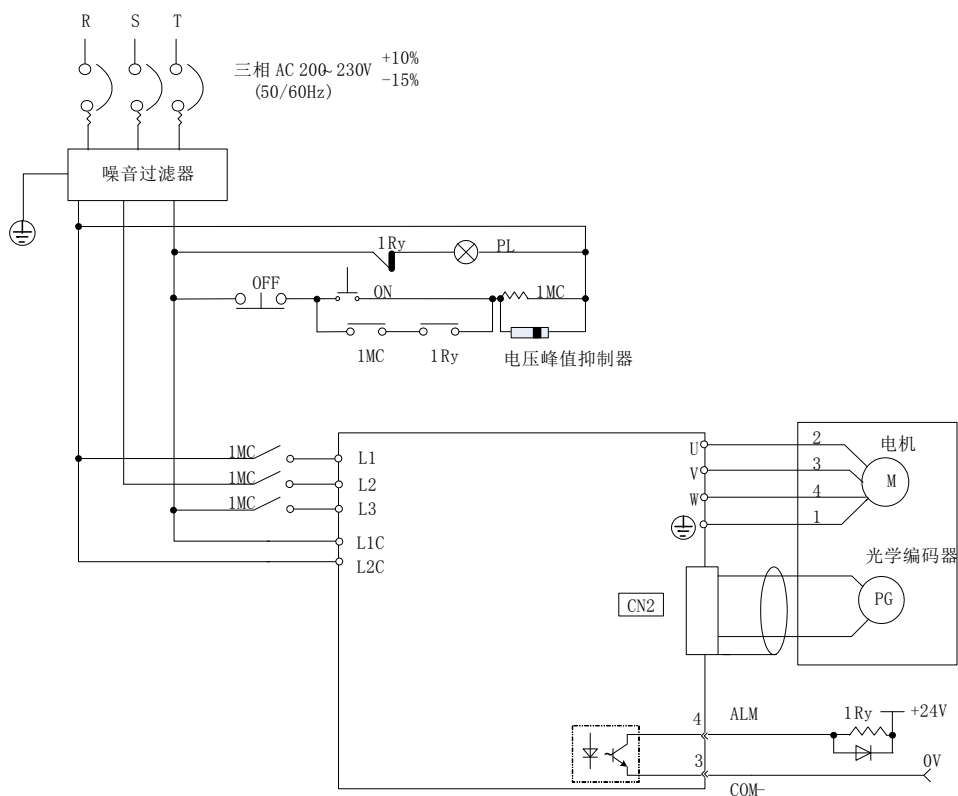 R S T
三相 AC 200~230V +10%
-15%
(50/60Hz)
噪音过滤器
1Ry PL
OFF
ON 1MC
1MC 1Ry 电压峰值抑制器
1MC L1
1MC L2
1MC L3
L1C
L2C
U 2 电机
V 3 M
W 4
1
光学编码器
CN2 PG
4 ALM 1Ry +24V
3 0V
COM-